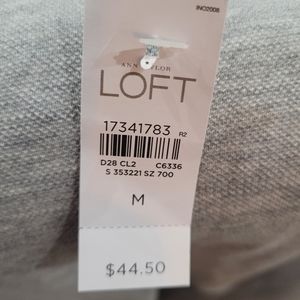 INO2008
ANN TAYLOR
LOFT
17341783 R2
D28 CL2 C6336
S 353221 SZ 700
M
$44.50